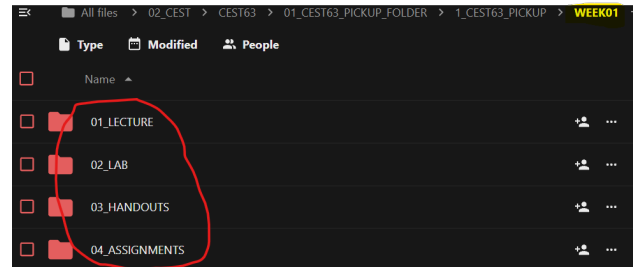 All files > 02_CEST > CEST63 > 01_CEST63_PICKUP_FOLDER > 1_CEST63_PICKUP > WEEK01
Type Modified People
Name
01_LECTURE
02_LAB
03_HANDOUTS
04_ASSIGNMENTS